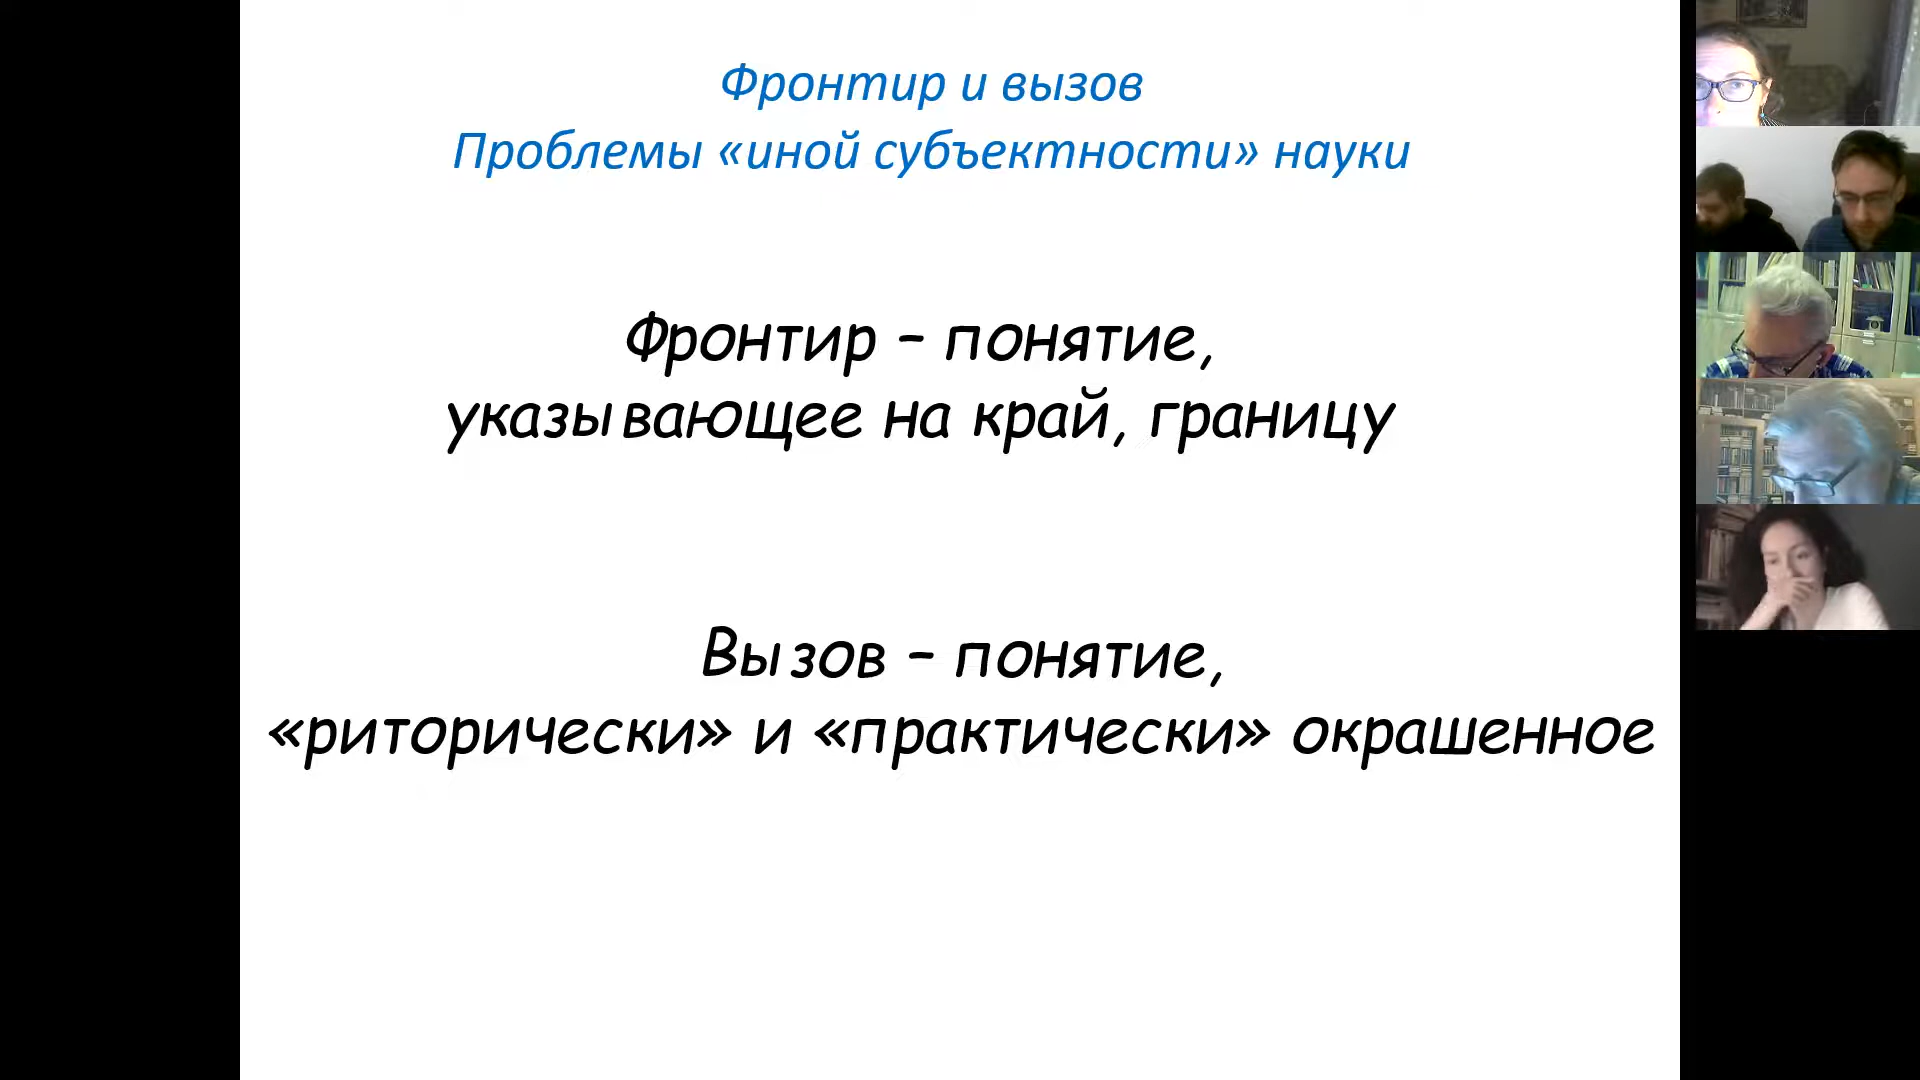 Фронтир и вызов
Проблемы «иной субъектности» науки
Фронтир – понятие,
указывающее на край, границу
Вызов – понятие,
«риторически» и «практически» окрашенное